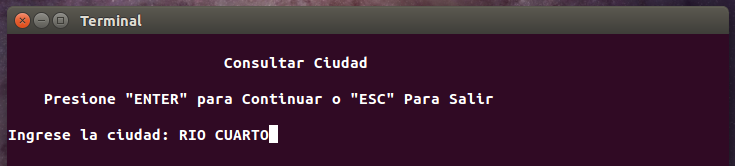 Terminal
Consultar Ciudad
Presione "ENTER" para Continuar o "ESC" Para Salir
Ingrese la ciudad: RIO CUARTO